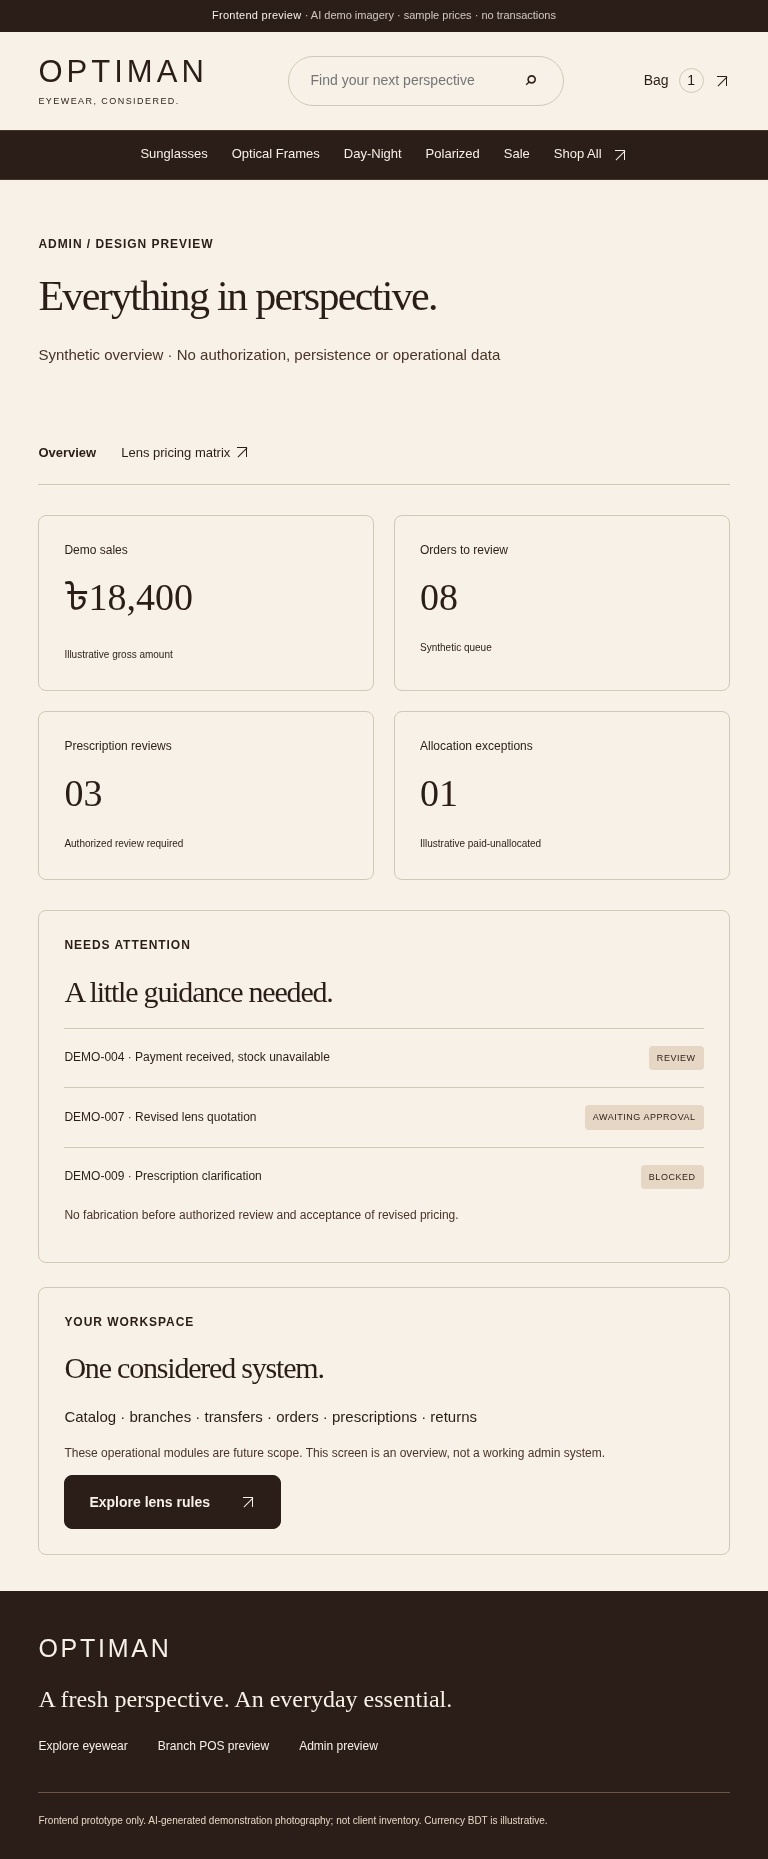 Frontend preview · AI demo imagery · sample prices · no transactions
OPTIMAN
EYEWEAR, CONSIDERED.
Find your next perspective
Bag 1
Sunglasses Optical Frames Day-Night Polarized Sale Shop All
ADMIN / DESIGN PREVIEW
Everything in perspective.
Synthetic overview · No authorization, persistence or operational data
Overview Lens pricing matrix
Demo sales
৳18,400
Illustrative gross amount
Orders to review
08
Synthetic queue
Prescription reviews
03
Authorized review required
Allocation exceptions
01
Illustrative paid-unallocated
NEEDS ATTENTION
A little guidance needed.
DEMO-004 · Payment received, stock unavailable REVIEW
DEMO-007 · Revised lens quotation AWAITING APPROVAL
DEMO-009 · Prescription clarification BLOCKED
No fabrication before authorized review and acceptance of revised pricing.
YOUR WORKSPACE
One considered system.
Catalog · branches · transfers · orders · prescriptions · returns
These operational modules are future scope. This screen is an overview, not a working admin system.
Explore lens rules
OPTIMAN
A fresh perspective. An everyday essential.
Explore eyewear Branch POS preview Admin preview
Frontend prototype only. AI-generated demonstration photography; not client inventory. Currency BDT is illustrative.